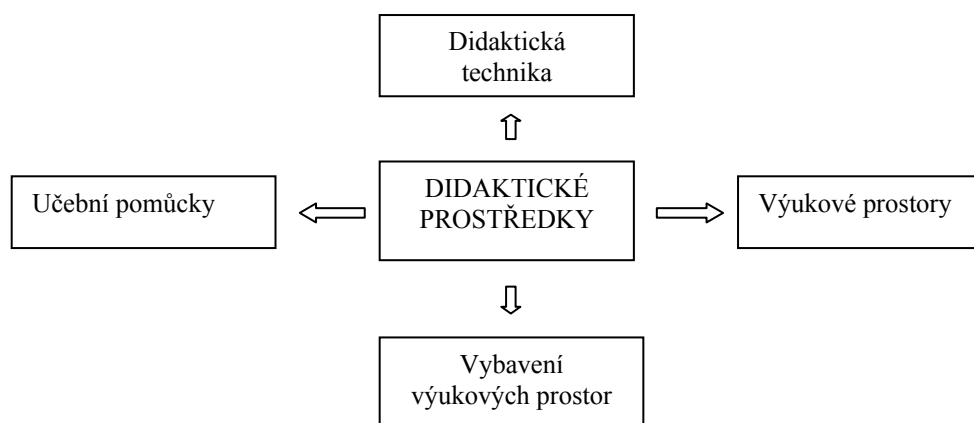 Didaktická
technika
Učební pomůcky
DIDAKTICKÉ
PROSTŘEDKY
Výukové prostory
Vybavení
výukových prostor